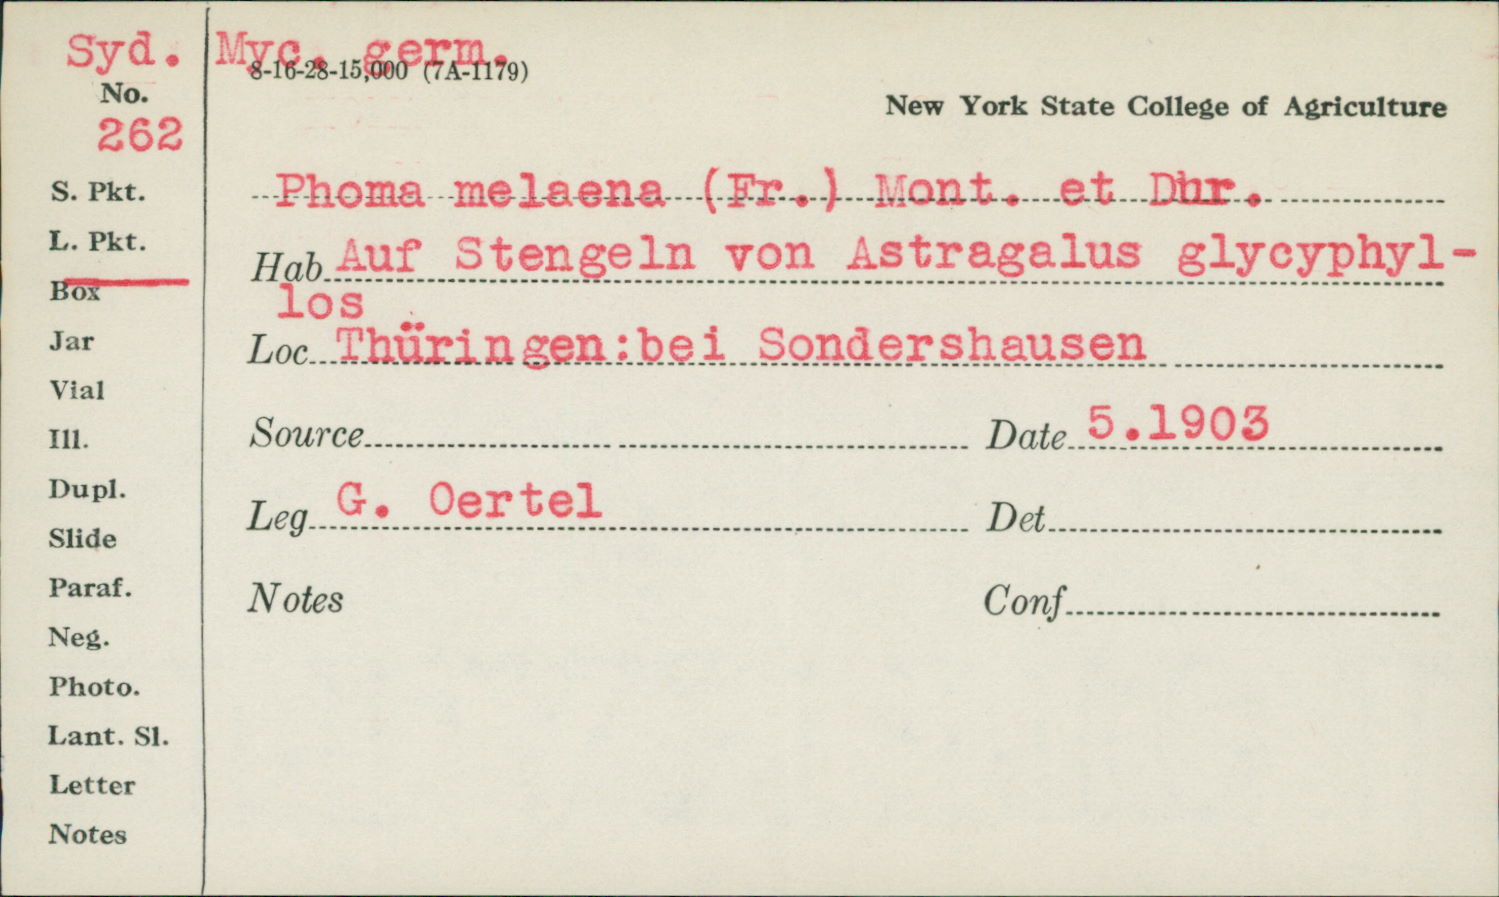 Syd. Myc. germ.
8-16-28-15,000 (7A-1179)
No.
New York State College of Agriculture
262
S. Pkt.
Phoma melaena (Fr.) Mont. et Dhr.
L. Pkt.
Hab Auf Stengeln von Astragalus glycyphyl-
Box
los
Jar
Loc Thüringen:bei Sondershausen
Vial
Ill.
Source Date 5.1903
Dupl.
Leg G. Oertel Det
Slide
Paraf.
Notes Conf
Neg.
Photo.
Lant. Sl.
Letter
Notes